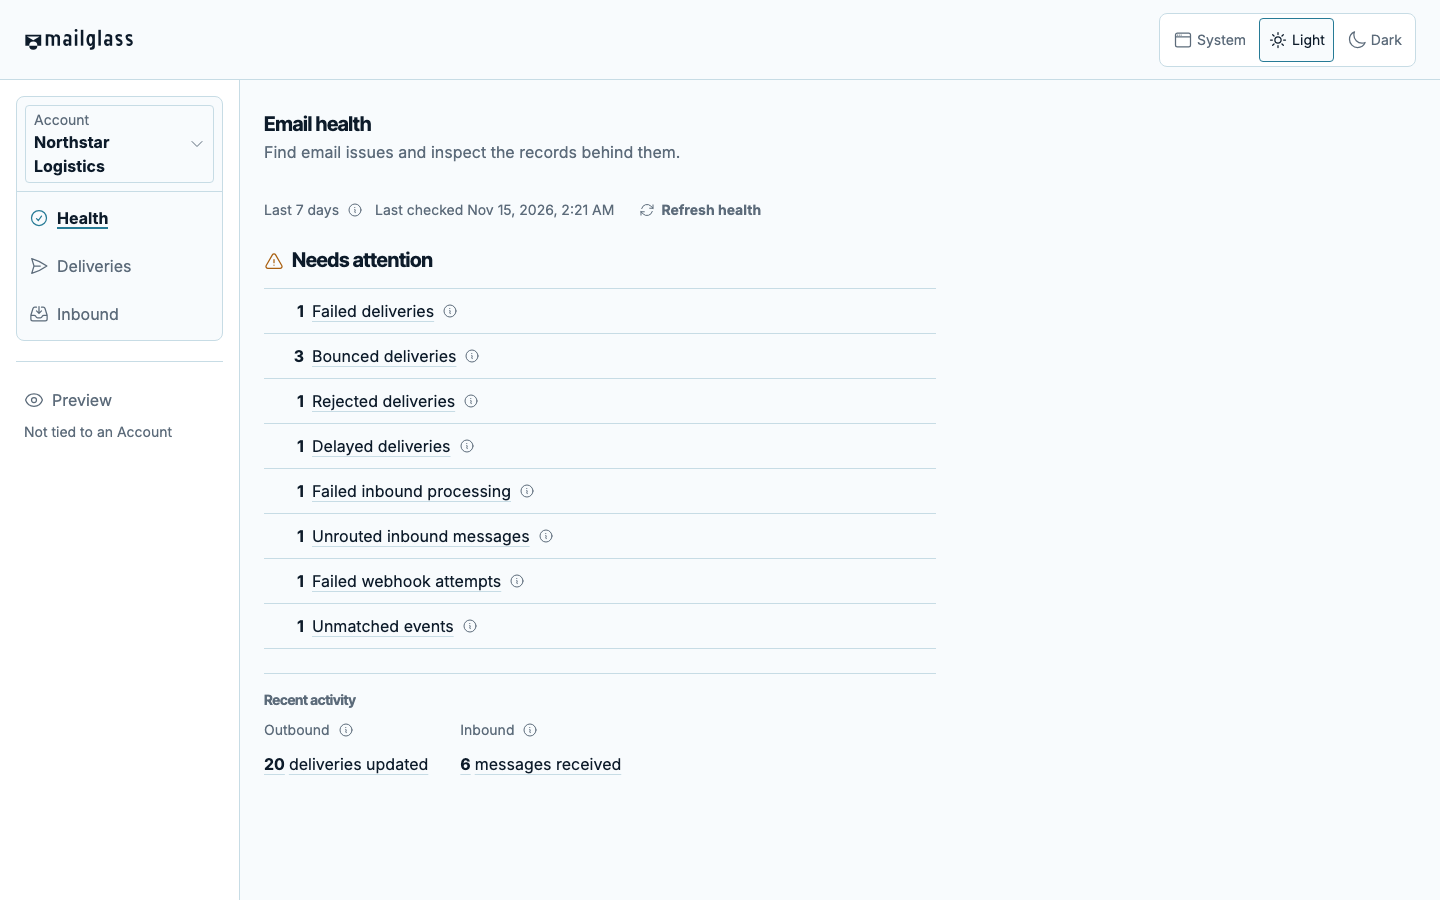 mailglass
System
Light
Dark
Account
Northstar
Logistics
Health
Deliveries
Inbound
Preview
Not tied to an Account
Email health
Find email issues and inspect the records behind them.
Last 7 days
Last checked Nov 15, 2026, 2:21 AM
Refresh health
Needs attention
1 Failed deliveries
3 Bounced deliveries
1 Rejected deliveries
1 Delayed deliveries
1 Failed inbound processing
1 Unrouted inbound messages
1 Failed webhook attempts
1 Unmatched events
Recent activity
Outbound
20 deliveries updated
Inbound
6 messages received